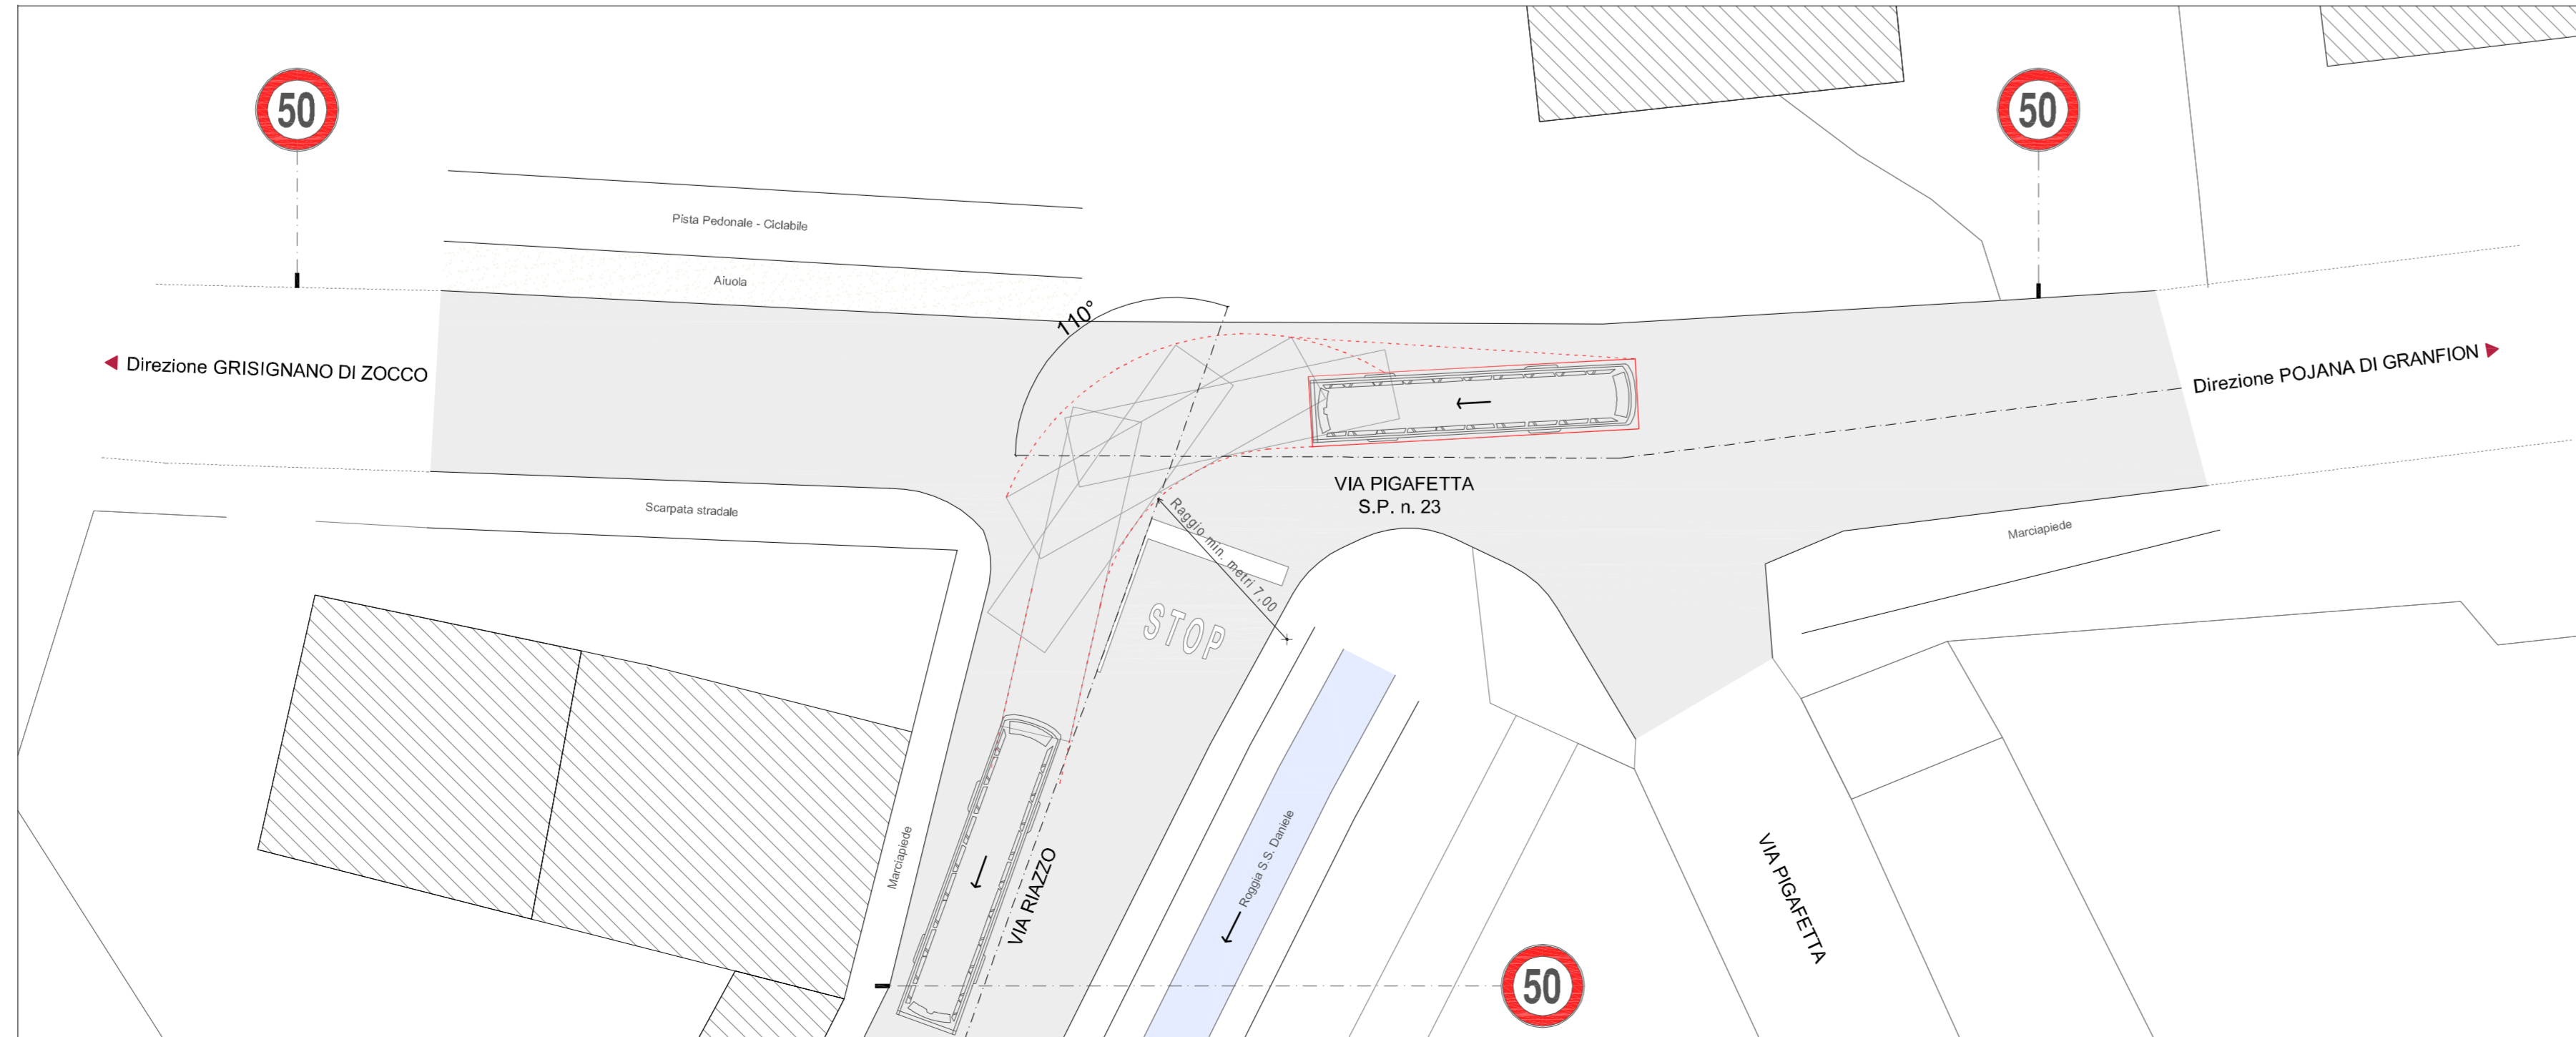 50
50
Pista Pedonale - Ciclabile
Aiuola
110°
Direzione GRISIGNANO DI ZOCCO
Direzione POJANA DI GRANFION
VIA PIGAFETTA
S.P. n. 23
Scarpata stradale
Marciapiede
Raggio min. metri 7,00
STOP
Marciapiede
VIA RIAZZO
Roggia S.S. Daniele
VIA PIGAFETTA
50